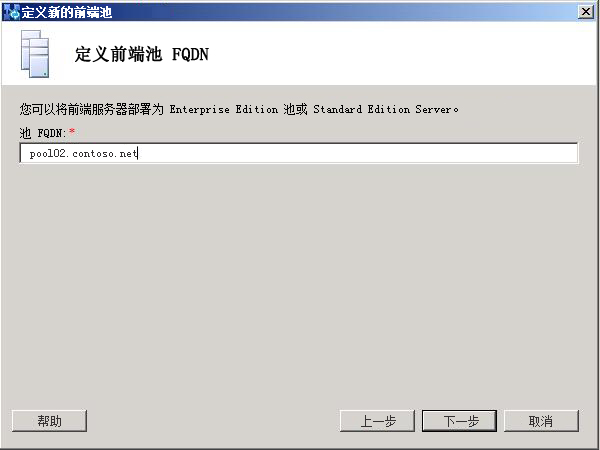 定义新的前端池
定义前端池 FQDN
您可以将前端服务器部署为 Enterprise Edition 池或 Standard Edition Server。
池 FQDN:*
pool02.contoso.net
帮助
上一步
下一步
取消